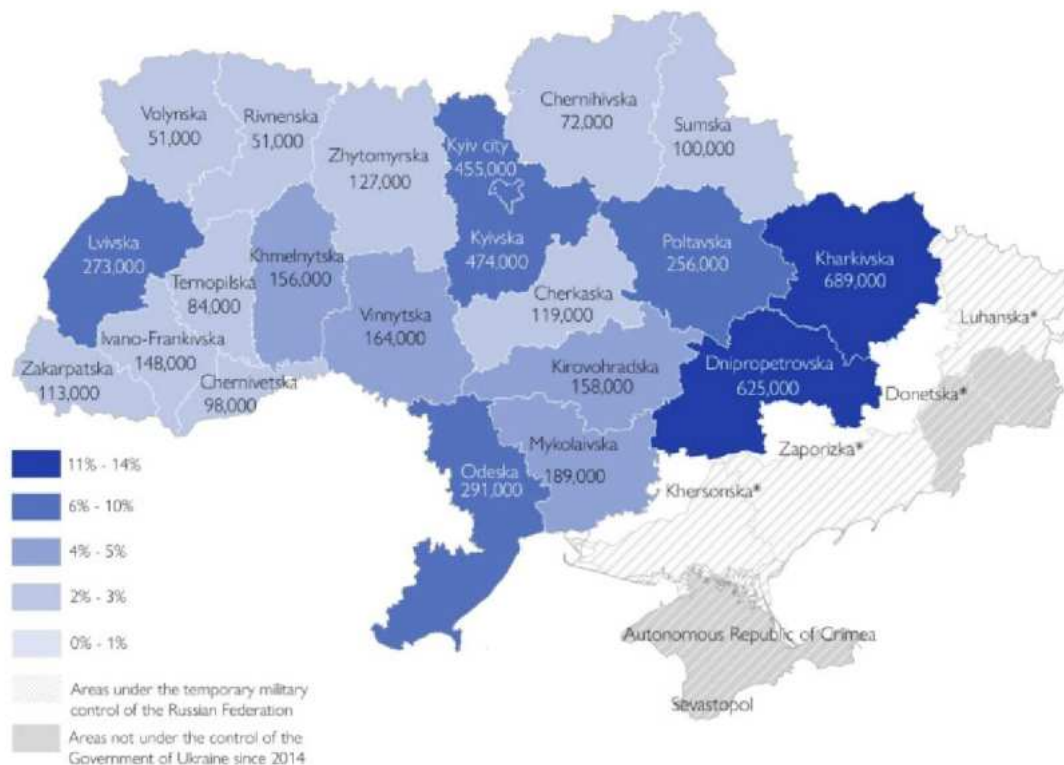 Volynska
51,000
Rivnenska
51,000
Zhytomyrska
127,000
Kyiv city
455,000
Chernihivska
72,000
Sumska
100,000
Lvivska
273,000
Ternopilska
84,000
Khmelnytska
156,000
Vinnytska
164,000
Kyivska
474,000
Cherkaska
119,000
Poltavska
256,000
Kharkivska
689,000
Luhanska*
Zakarpatska
113,000
Ivano-Frankivska
148,000
Chernivetska
98,000
Kirovohradska
158,000
Dnipropetrovska
625,000
Donetska*
Odeska
291,000
Mykolaivska
189,000
Zaporizka*
Khersonska*
Autonomous Republic of Crimea
Sevastopol
11% - 14%
6% - 10%
4% - 5%
2% - 3%
0% - 1%
Areas under the temporary military
control of the Russian Federation
Areas not under the control of the
Government of Ukraine since 2014